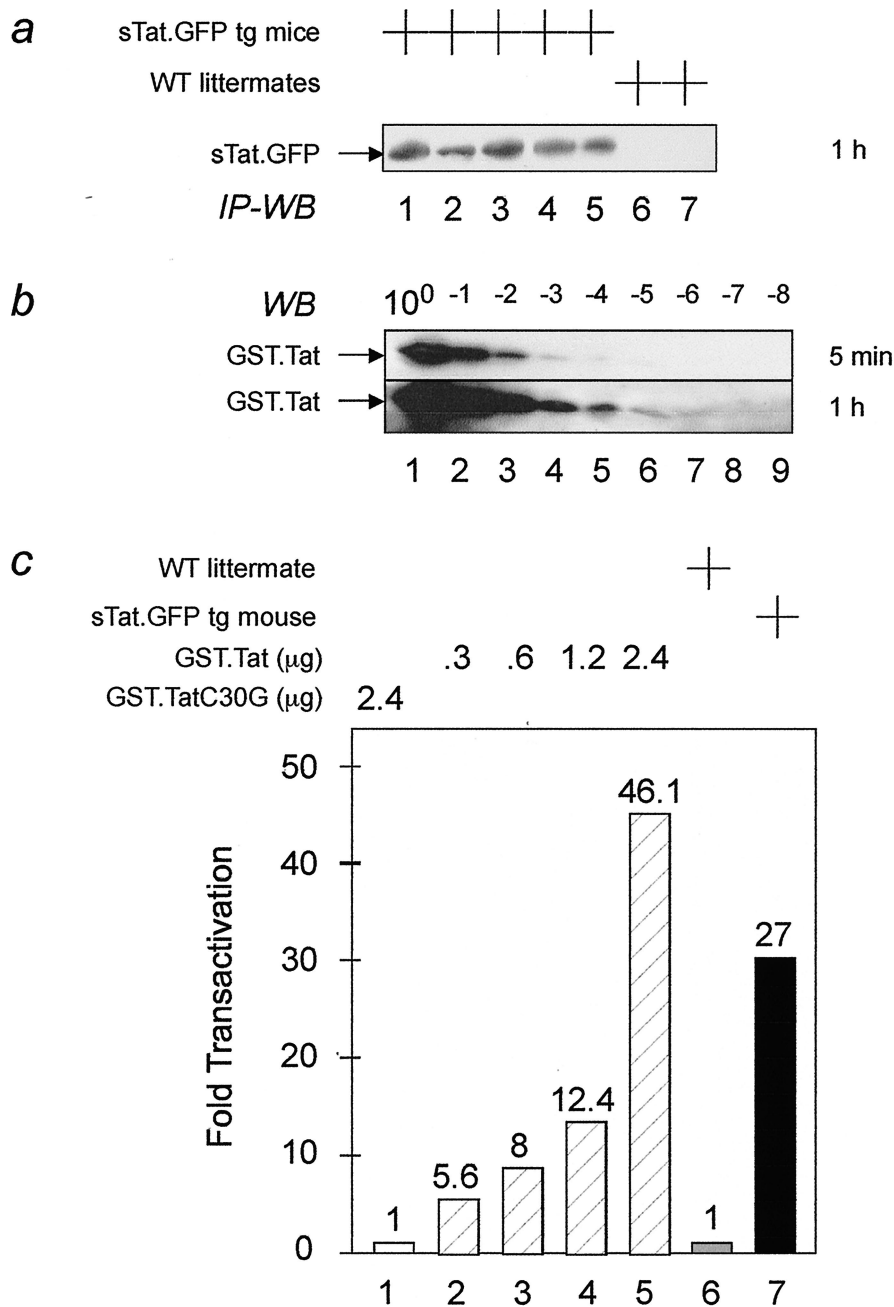 a
sTat.GFP tg mice
WT littermates
sTat.GFP 1 h
IP-WB 1 2 3 4 5 6 7
b
WB 10⁰ -1 -2 -3 -4 -5 -6 -7 -8
GST.Tat 5 min
GST.Tat 1 h
1 2 3 4 5 6 7 8 9
c
WT littermate
sTat.GFP tg mouse
GST.Tat (µg) .3 .6 1.2 2.4
GST.TatC30G (µg) 2.4
Fold Transactivation
50
40
30
20
10
0
1 5.6 8 12.4 46.1 1 27
1 2 3 4 5 6 7